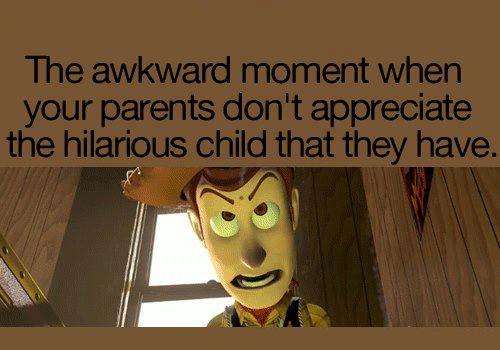 The awkward moment when
your parents don't appreciate
the hilarious child that they have.